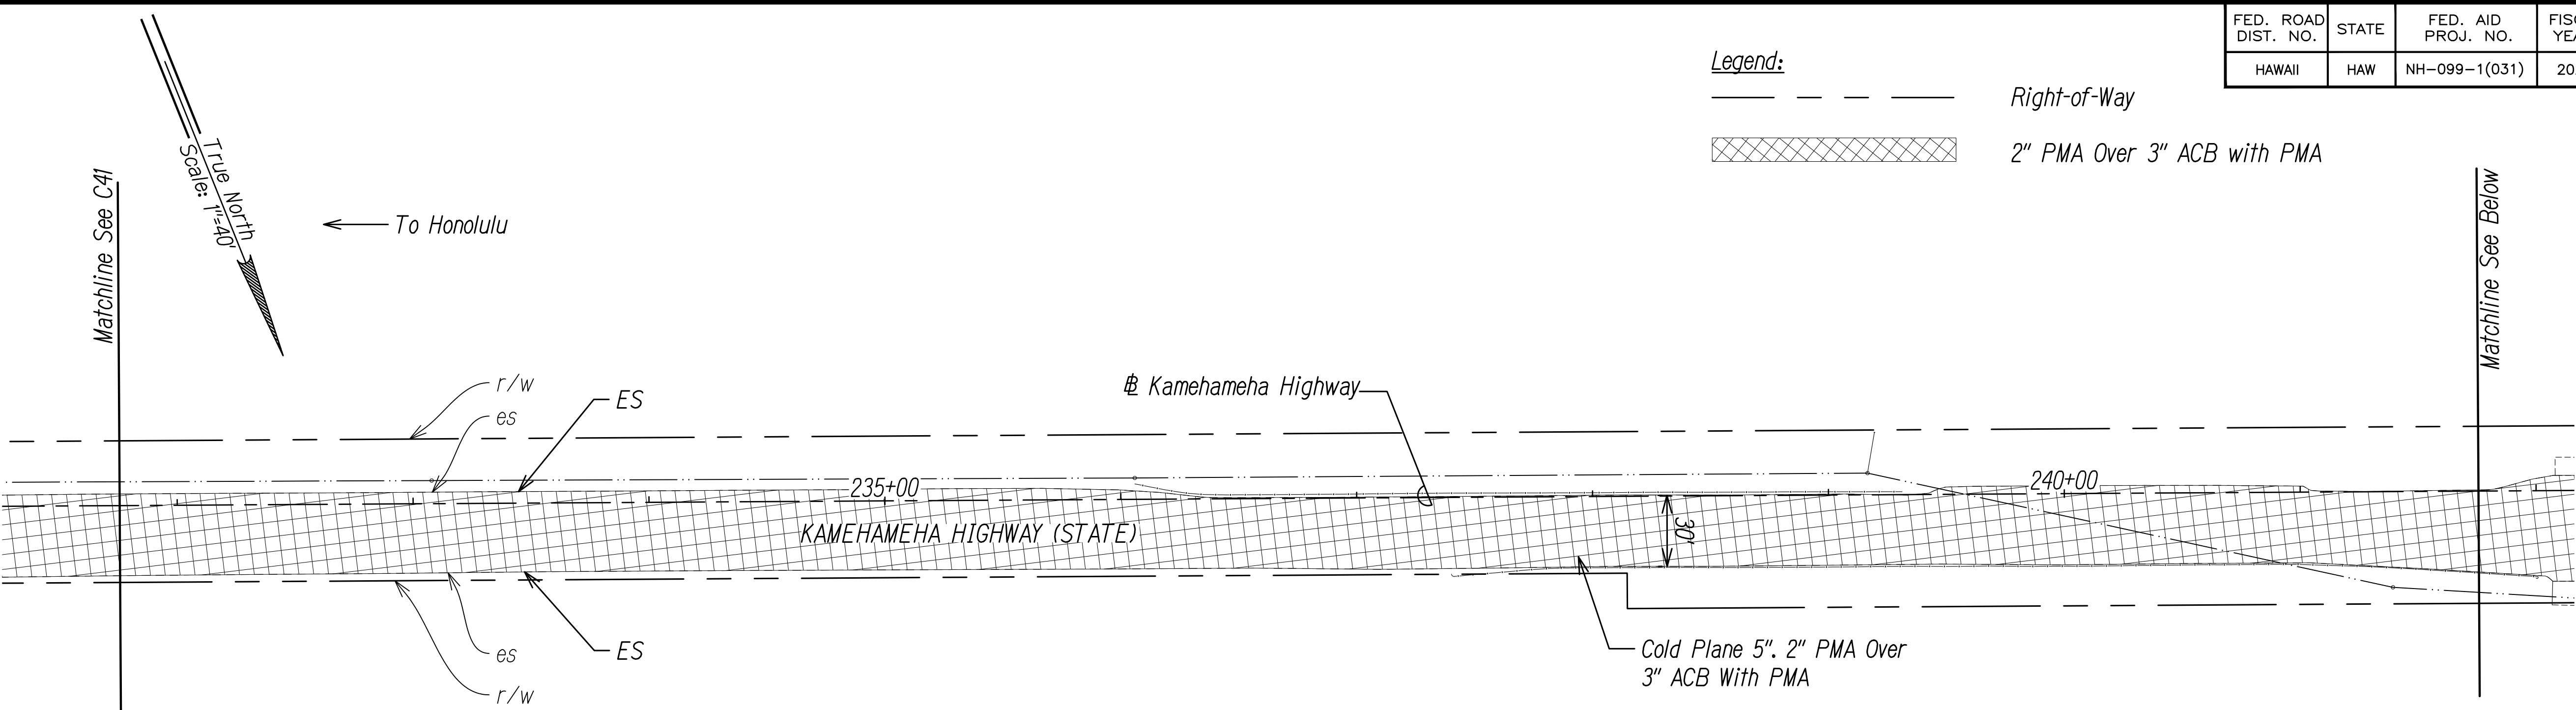 FED. ROAD DIST. NO.
STATE
FED. AID PROJ. NO.
HAWAII
HAW
NH-099-1(031)
Legend:
Right-of-Way
2" PMA Over 3" ACB with PMA
True North
Scale: 1"=40'
To Honolulu
Matchline See C41
Matchline See Below
r/w
es
ES
℄ Kamehameha Highway
235+00
240+00
KAMEHAMEHA HIGHWAY (STATE)
30'
es
ES
r/w
Cold Plane 5". 2" PMA Over
3" ACB With PMA